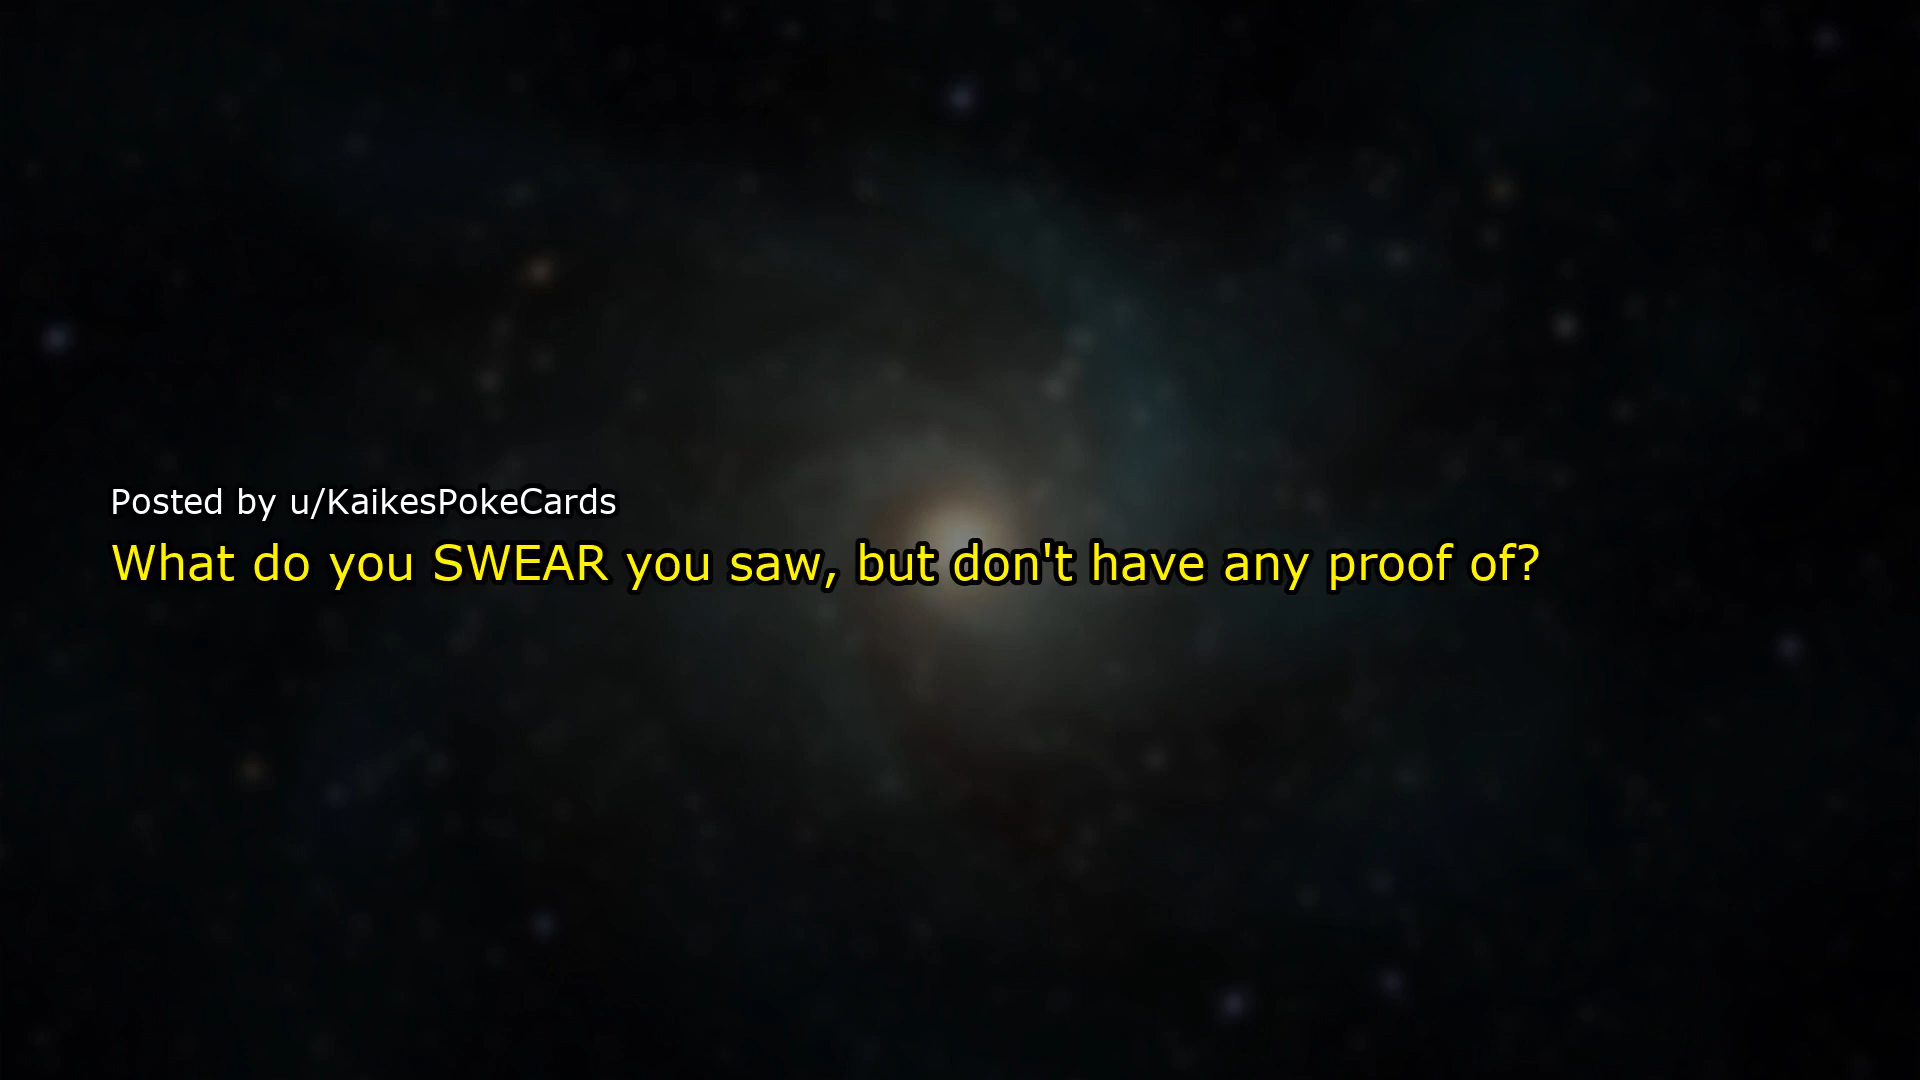 Posted by u/KaikesPokeCards
What do you SWEAR you saw, but don't have any proof of?